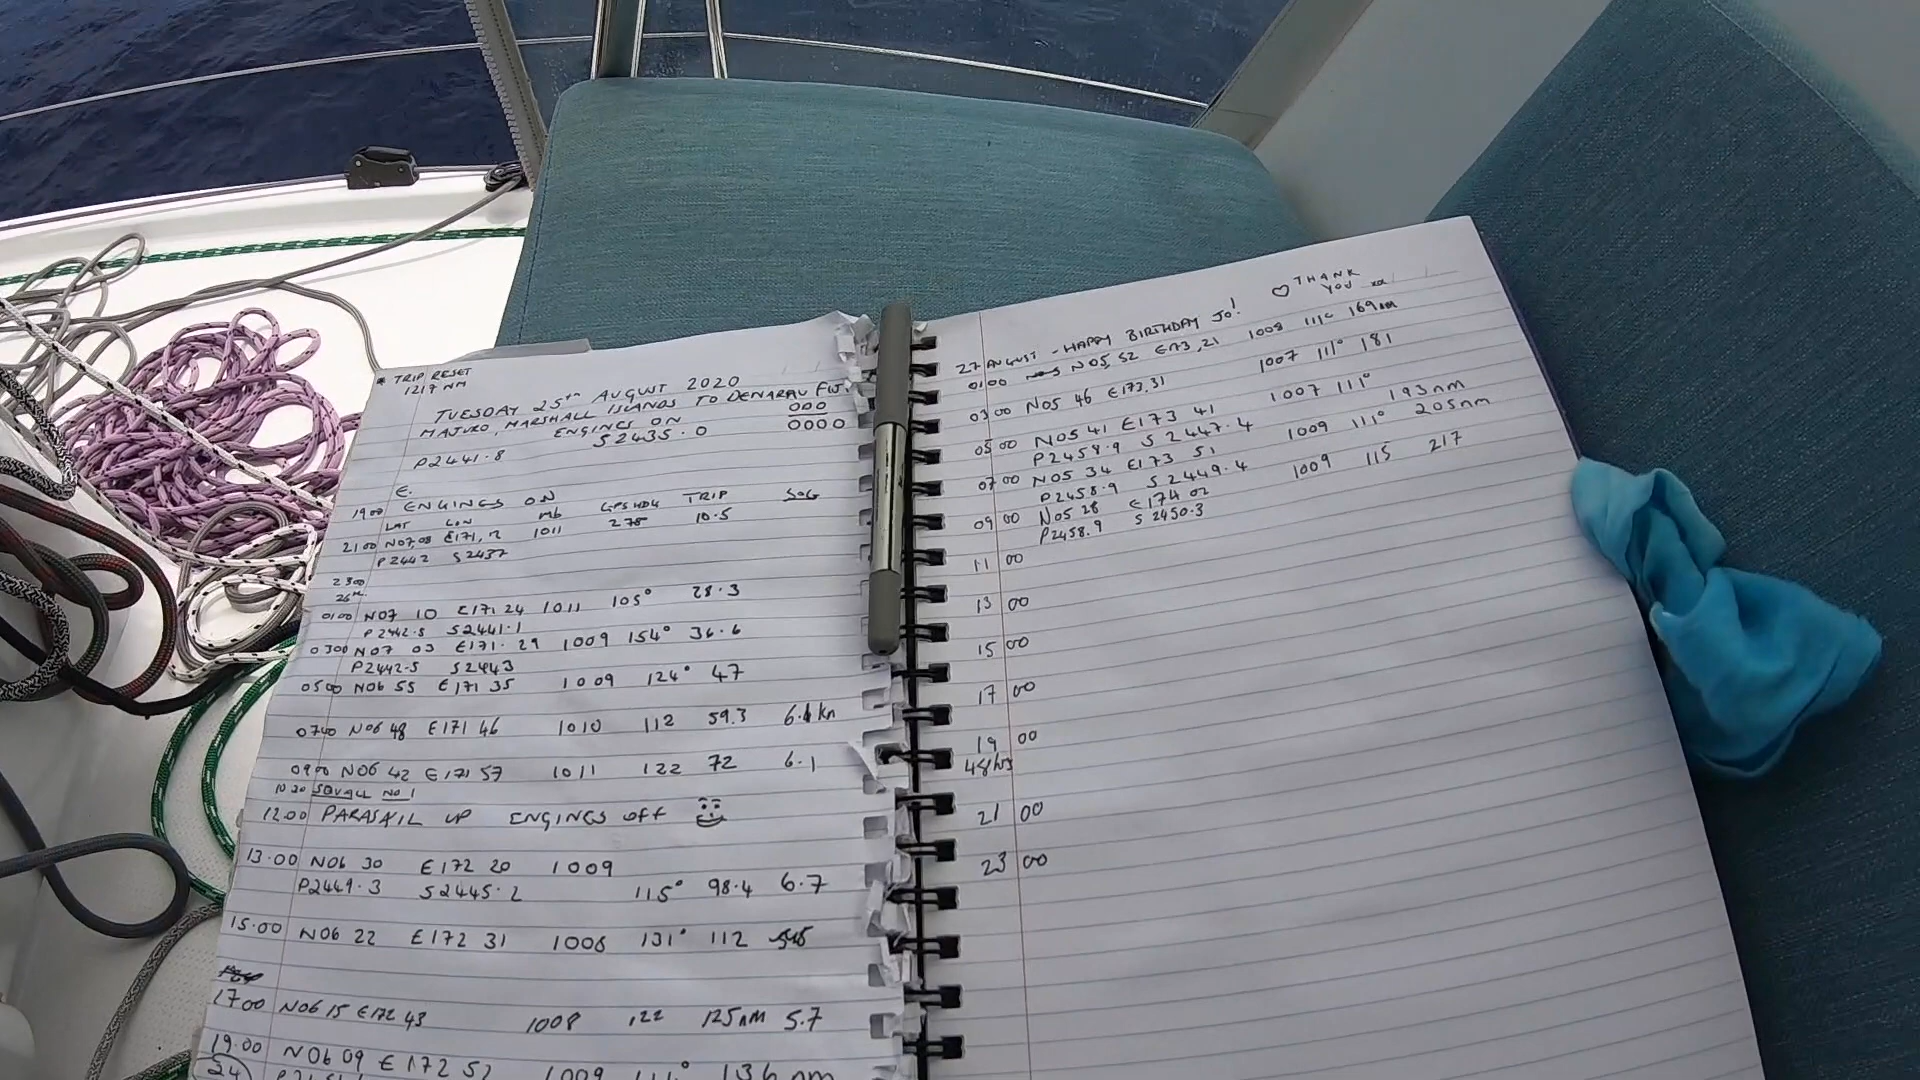 * TRIP RESET
1217 NM
TUESDAY 25TH AUGUST 2020
MAJURO, MARSHALL ISLANDS TO DENARAU FIJI
ENGINES ON 000
P2441.8 S2435.0 0000
E.
1900 ENGINES ON
LAT LON mb GPS HDG TRIP SOG
2100 N07,08 E171,12 1011 275 10.5
P2442 S2437
2300
26TH
0100 N07 10 E171 24 1011 105° 28.3
P2442.5 S2441.1
0300 N07 03 E171.29 1009 154° 36.6
P2442.5 S2443
0500 N06 55 E171 35 1009 124° 47
0700 N06 48 E171 46 1010 112 59.3 6.1kn
0900 N06 42 E171 57 1011 122 72 6.1
1020 SQUALL NO 1
12.00 PARASAIL UP ENGINES OFF
13.00 N06 30 E172 20 1009
P2449.3 S2445.2 115° 98.4 6.7
15.00 N06 22 E172 31 1008 131° 112
1700 N06 15 E172 43 1008 122 125NM 5.7
19.00 N06 09 E172 52 1009 111° 136 nm
24
27 AUGUST - HAPPY BIRTHDAY JO! ♡ THANK
YOU xx
0100 N05, 52 E173,21 1008 111° 169nm
0300 N05 46 E173.31 1007 111° 181
0500 N05 41 E173 41 1007 111° 193nm
P2458.9 S2447.4
0700 N05 34 E173 51 1009 111° 205nm
P2458.9 S2449.4
0900 N05 28 E174 02 1009 115 217
P2458.9 S2450.3
11 00
13 00
15 00
17 00
19 00
48hrs
21 00
23 00